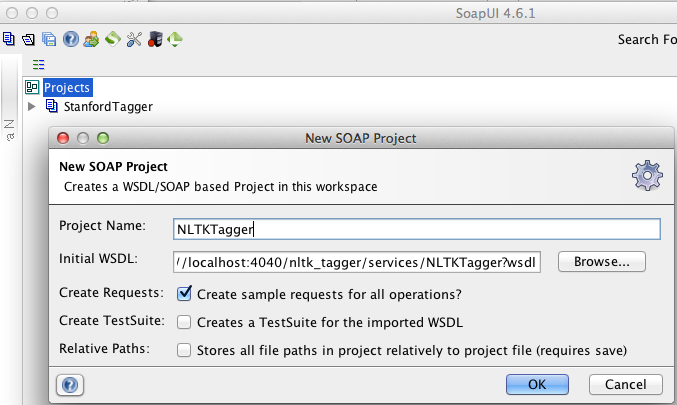 SoapUI 4.6.1
Search Fo
Projects
StanfordTagger
a N
New SOAP Project
New SOAP Project
Creates a WSDL/SOAP based Project in this workspace
Project Name: NLTKTagger
Initial WSDL: //localhost:4040/nltk_tagger/services/NLTKTagger?wsdl Browse...
Create Requests: Create sample requests for all operations?
Create TestSuite: Creates a TestSuite for the imported WSDL
Relative Paths: Stores all file paths in project relatively to project file (requires save)
? OK Cancel